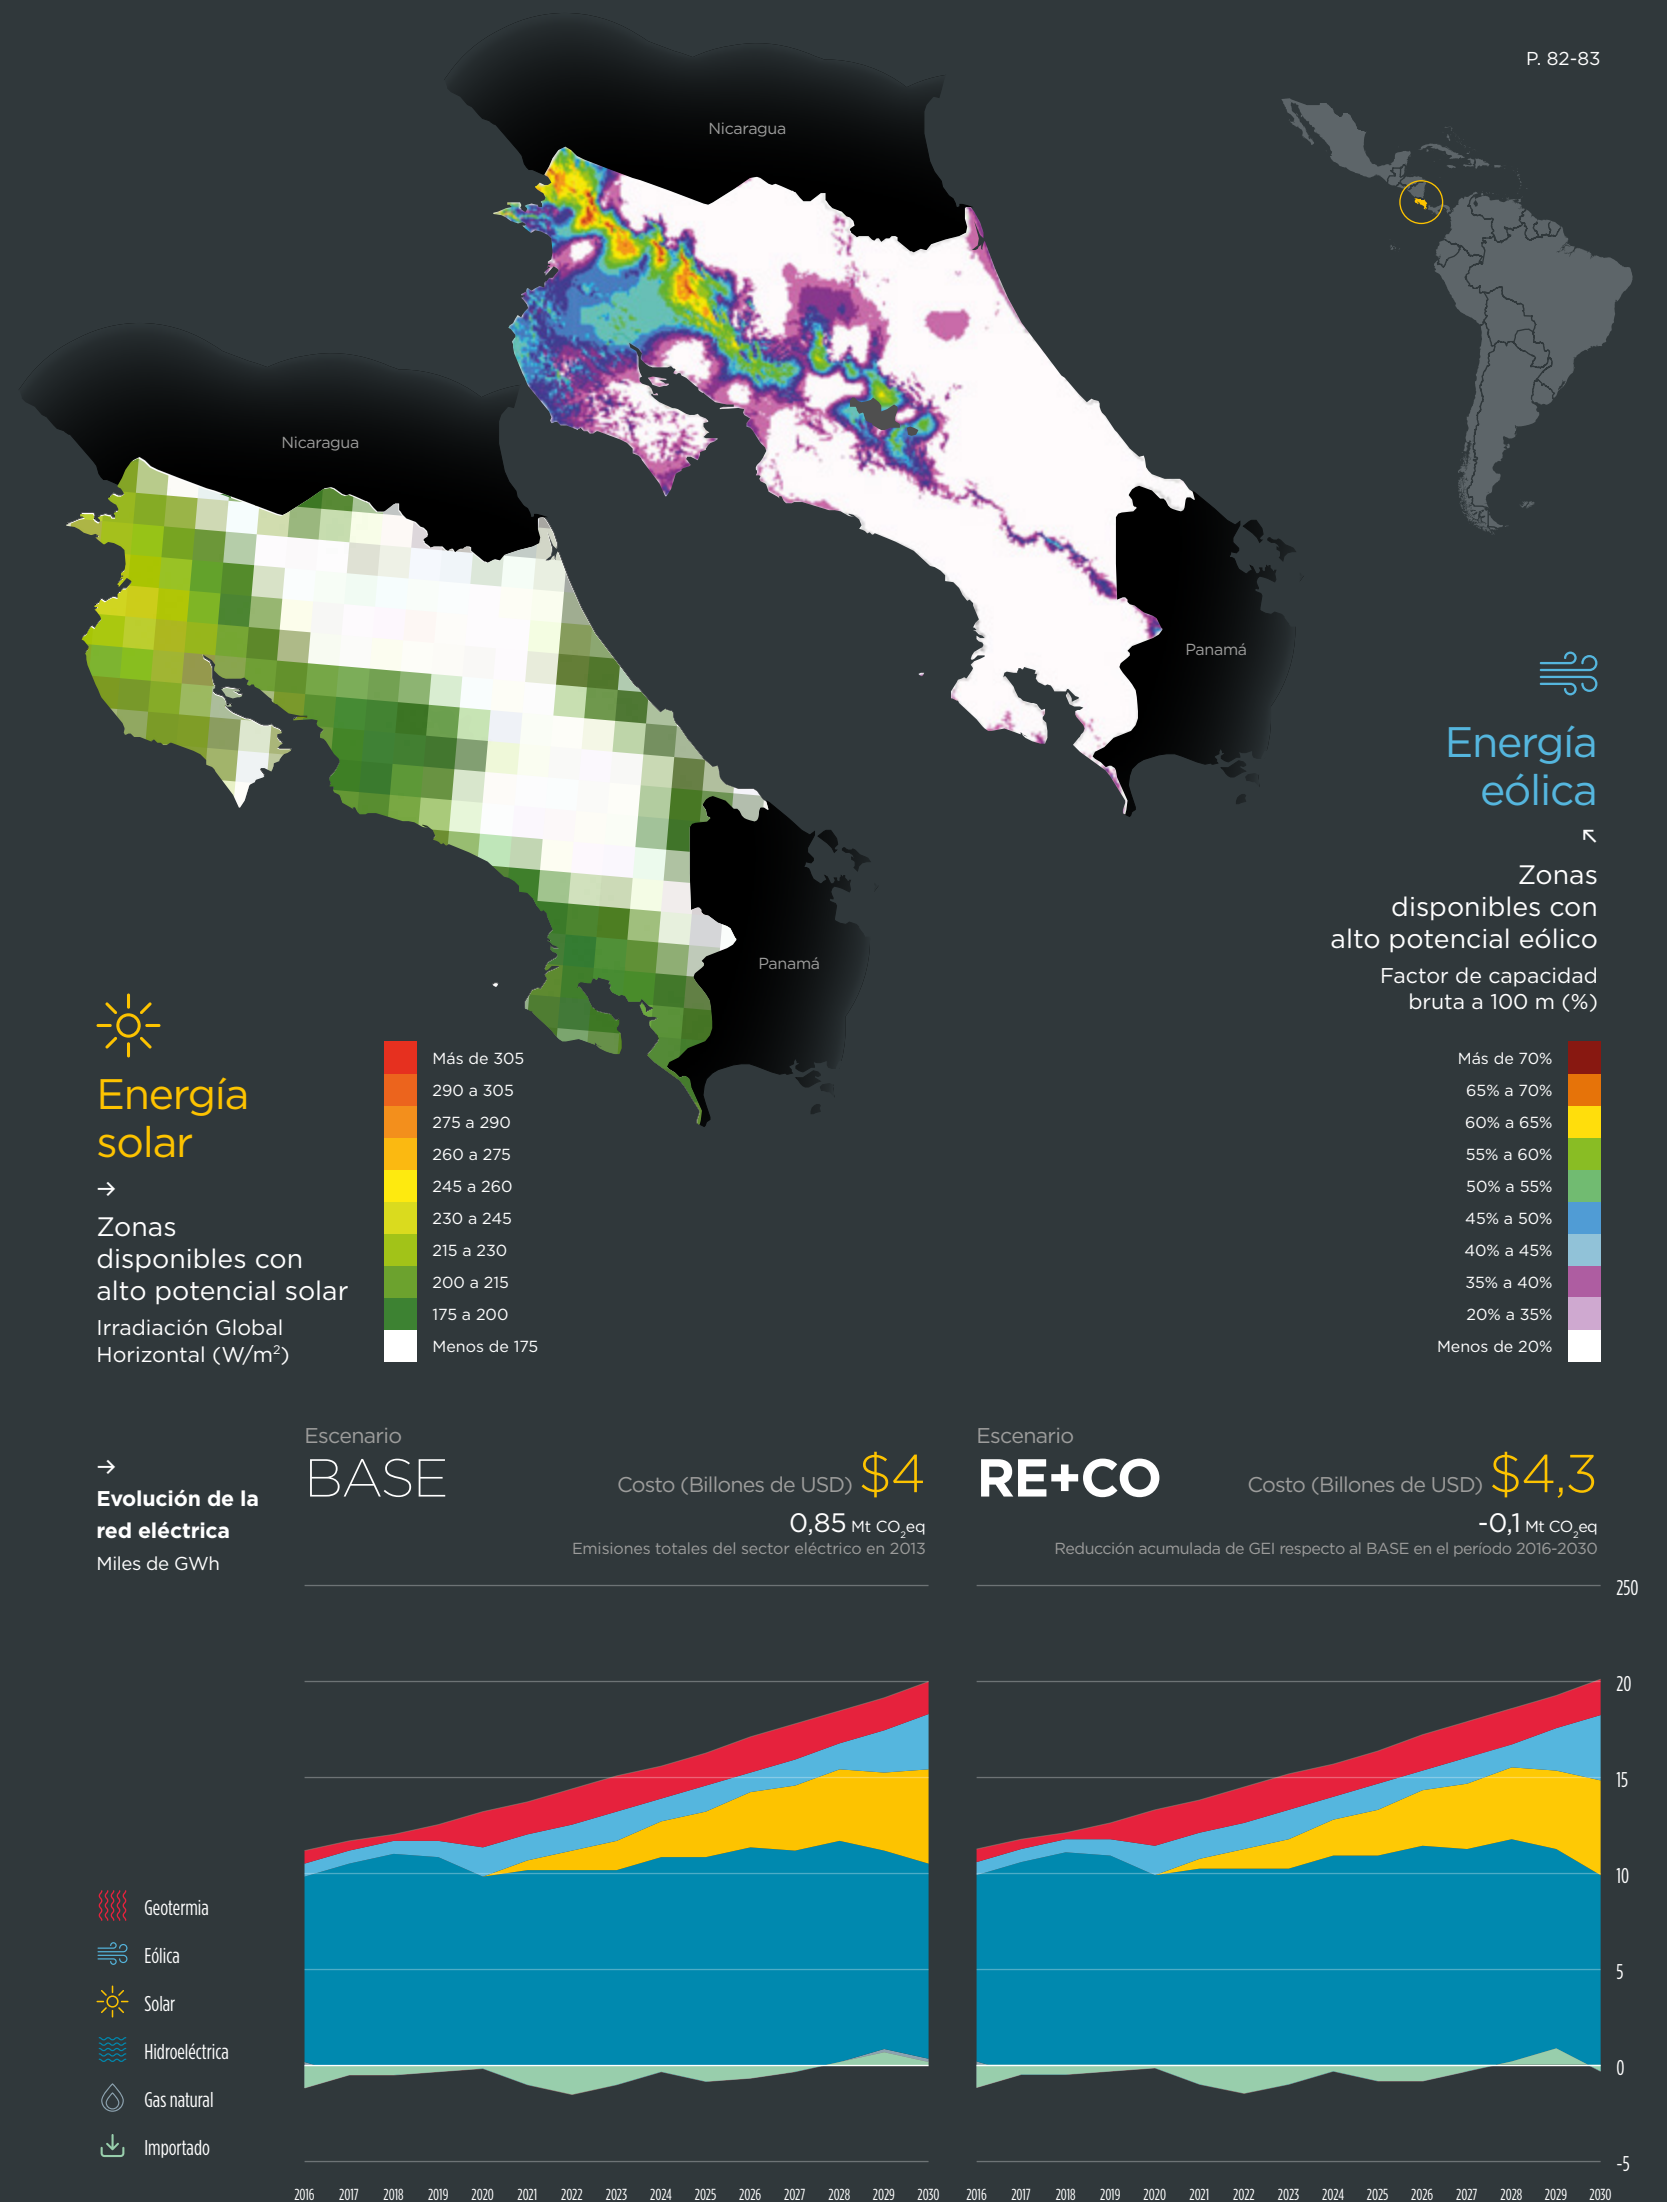 P. 82-83
Nicaragua
Nicaragua
Panamá
Panamá
Energía
eólica
Zonas
disponibles con
alto potencial eólico
Factor de capacidad
bruta a 100 m (%)
Más de 70%
65% a 70%
60% a 65%
55% a 60%
50% a 55%
45% a 50%
40% a 45%
35% a 40%
20% a 35%
Menos de 20%
Energía
solar
Zonas
disponibles con
alto potencial solar
Irradiación Global
Horizontal (W/m²)
Más de 305
290 a 305
275 a 290
260 a 275
245 a 260
230 a 245
215 a 230
200 a 215
175 a 200
Menos de 175
Evolución de la
red eléctrica
Miles de GWh
Escenario
BASE
Costo (Billones de USD) $4
0,85 Mt CO₂eq
Emisiones totales del sector eléctrico en 2013
Escenario
RE+CO
Costo (Billones de USD) $4,3
-0,1 Mt CO₂eq
Reducción acumulada de GEI respecto al BASE en el período 2016-2030
250
20
15
10
5
0
-5
Geotermia
Eólica
Solar
Hidroeléctrica
Gas natural
Importado
2016 2017 2018 2019 2020 2021 2022 2023 2024 2025 2026 2027 2028 2029 2030
2016 2017 2018 2019 2020 2021 2022 2023 2024 2025 2026 2027 2028 2029 2030